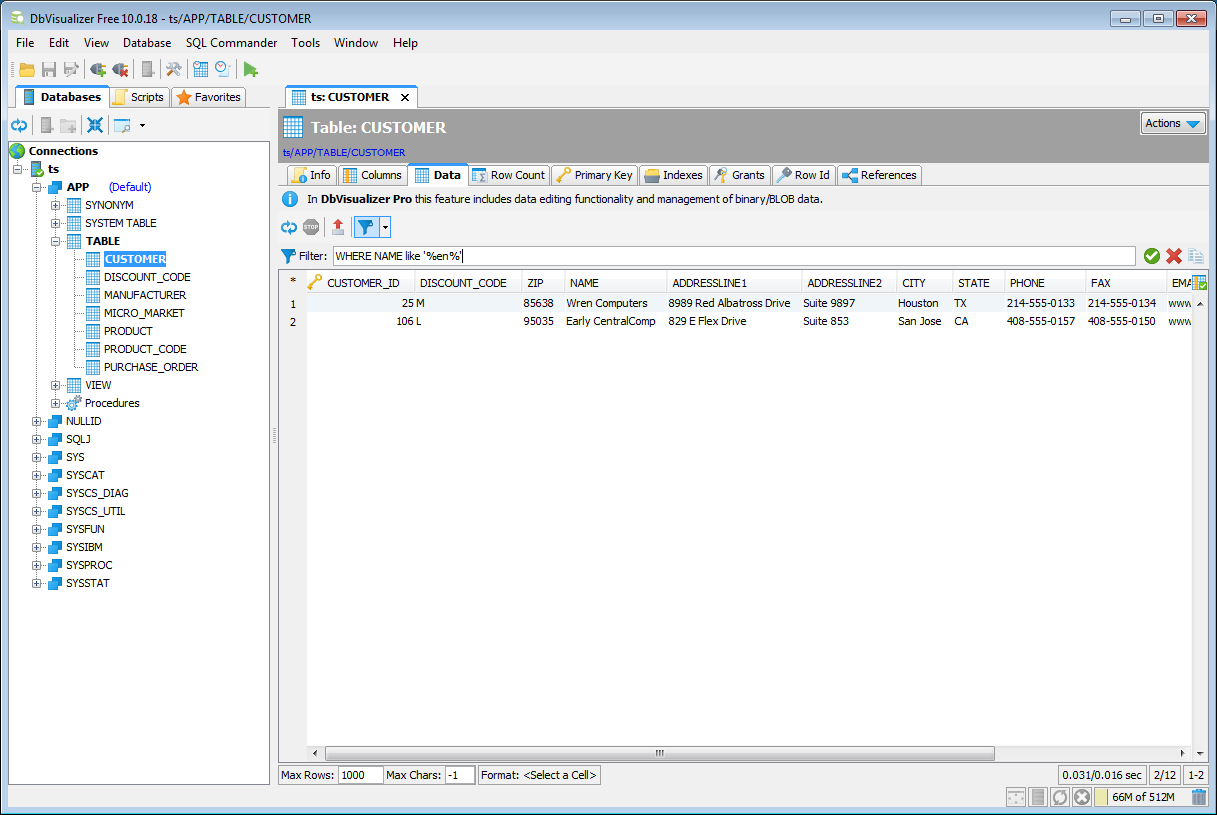 DbVisualizer Free 10.0.18 - ts/APP/TABLE/CUSTOMER
File Edit View Database SQL Commander Tools Window Help
Databases Scripts Favorites
Connections
ts
APP (Default)
SYNONYM
SYSTEM TABLE
TABLE
CUSTOMER
DISCOUNT_CODE
MANUFACTURER
MICRO_MARKET
PRODUCT
PRODUCT_CODE
PURCHASE_ORDER
VIEW
Procedures
NULLID
SQLJ
SYS
SYSCAT
SYSCS_DIAG
SYSCS_UTIL
SYSFUN
SYSIBM
SYSPROC
SYSSTAT
ts: CUSTOMER
Table: CUSTOMER
Actions
ts/APP/TABLE/CUSTOMER
Info Columns Data Row Count Primary Key Indexes Grants Row Id References
In DbVisualizer Pro this feature includes data editing functionality and management of binary/BLOB data.
STOP
Filter: WHERE NAME like '%en%'
* CUSTOMER_ID DISCOUNT_CODE ZIP NAME ADDRESSLINE1 ADDRESSLINE2 CITY STATE PHONE FAX EMA
1 25 M 85638 Wren Computers 8989 Red Albatross Drive Suite 9897 Houston TX 214-555-0133 214-555-0134 www
2 106 L 95035 Early CentralComp 829 E Flex Drive Suite 853 San Jose CA 408-555-0157 408-555-0150 www
Max Rows: 1000 Max Chars: -1 Format: <Select a Cell> 0.031/0.016 sec 2/12 1-2
66M of 512M